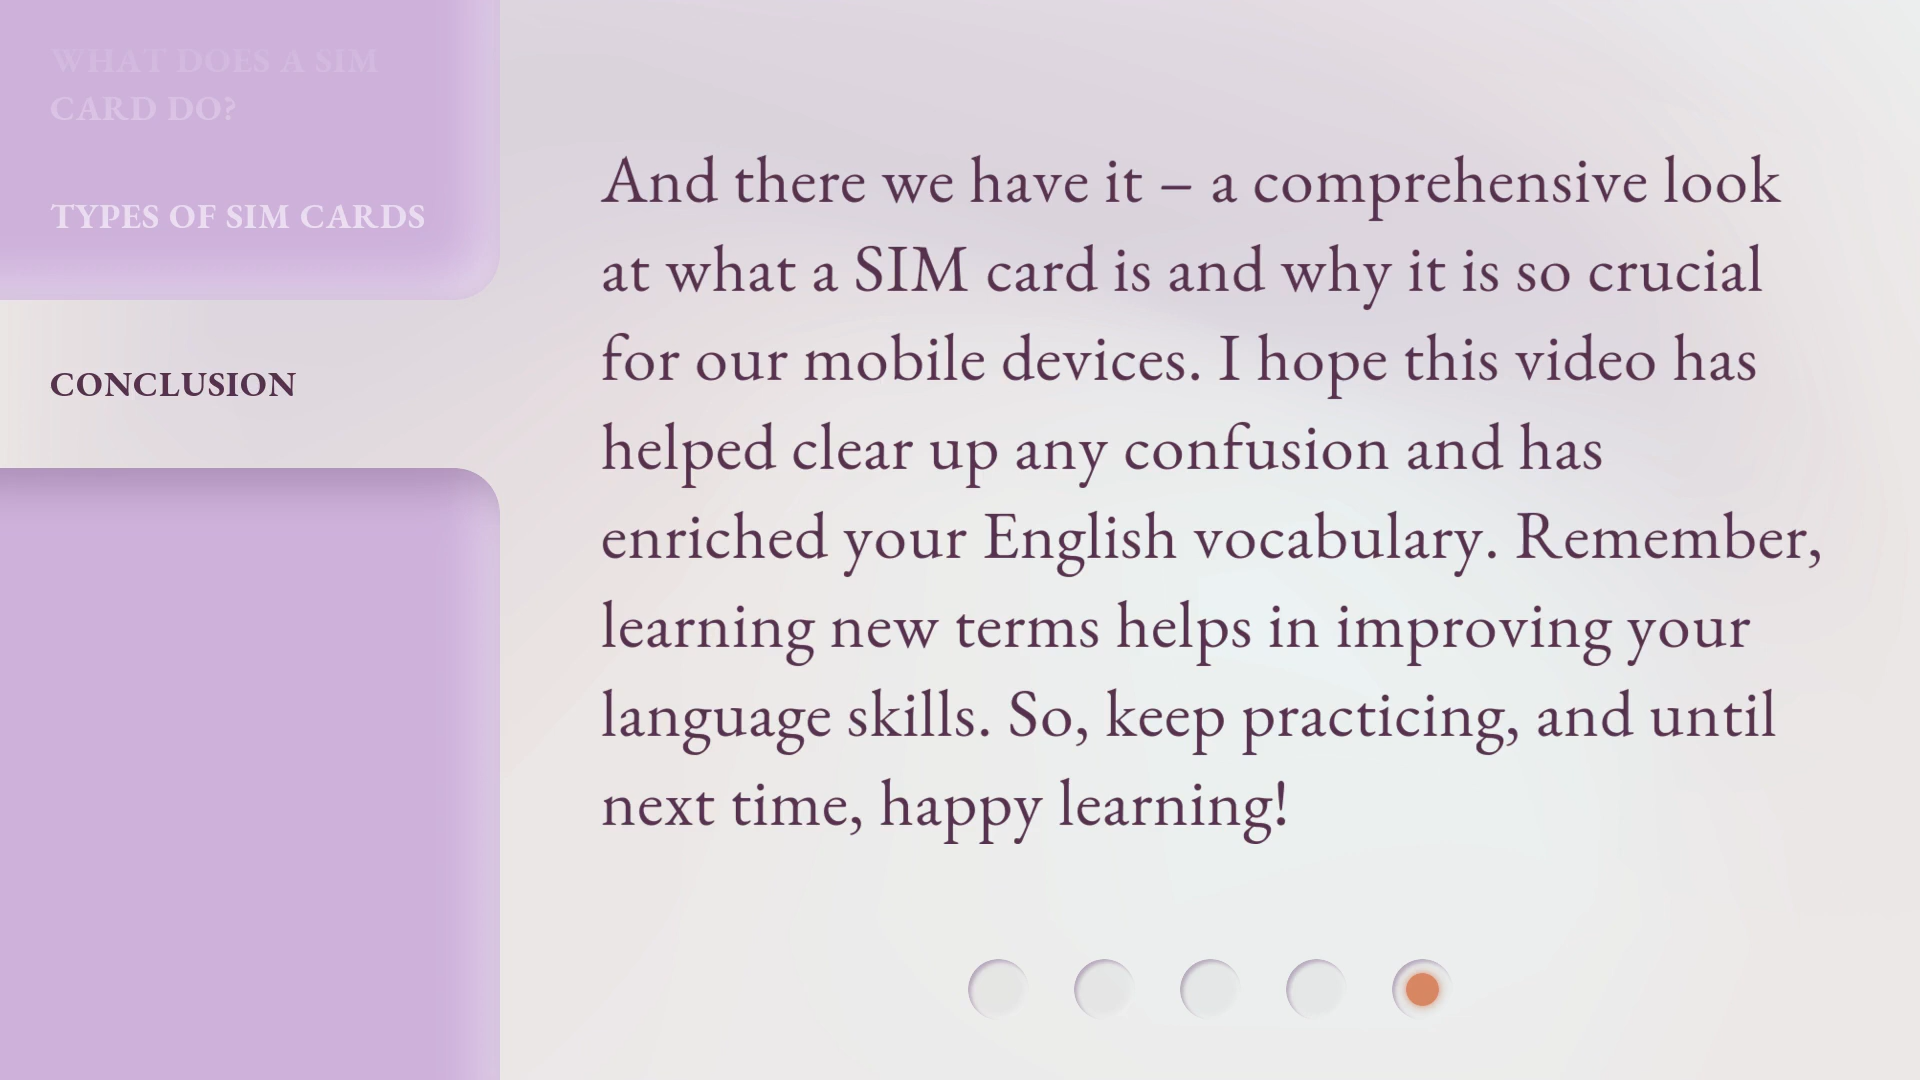 WHAT DOES A SIM
CARD DO?
TYPES OF SIM CARDS
CONCLUSION
And there we have it – a comprehensive look
at what a SIM card is and why it is so crucial
for our mobile devices. I hope this video has
helped clear up any confusion and has
enriched your English vocabulary. Remember,
learning new terms helps in improving your
language skills. So, keep practicing, and until
next time, happy learning!